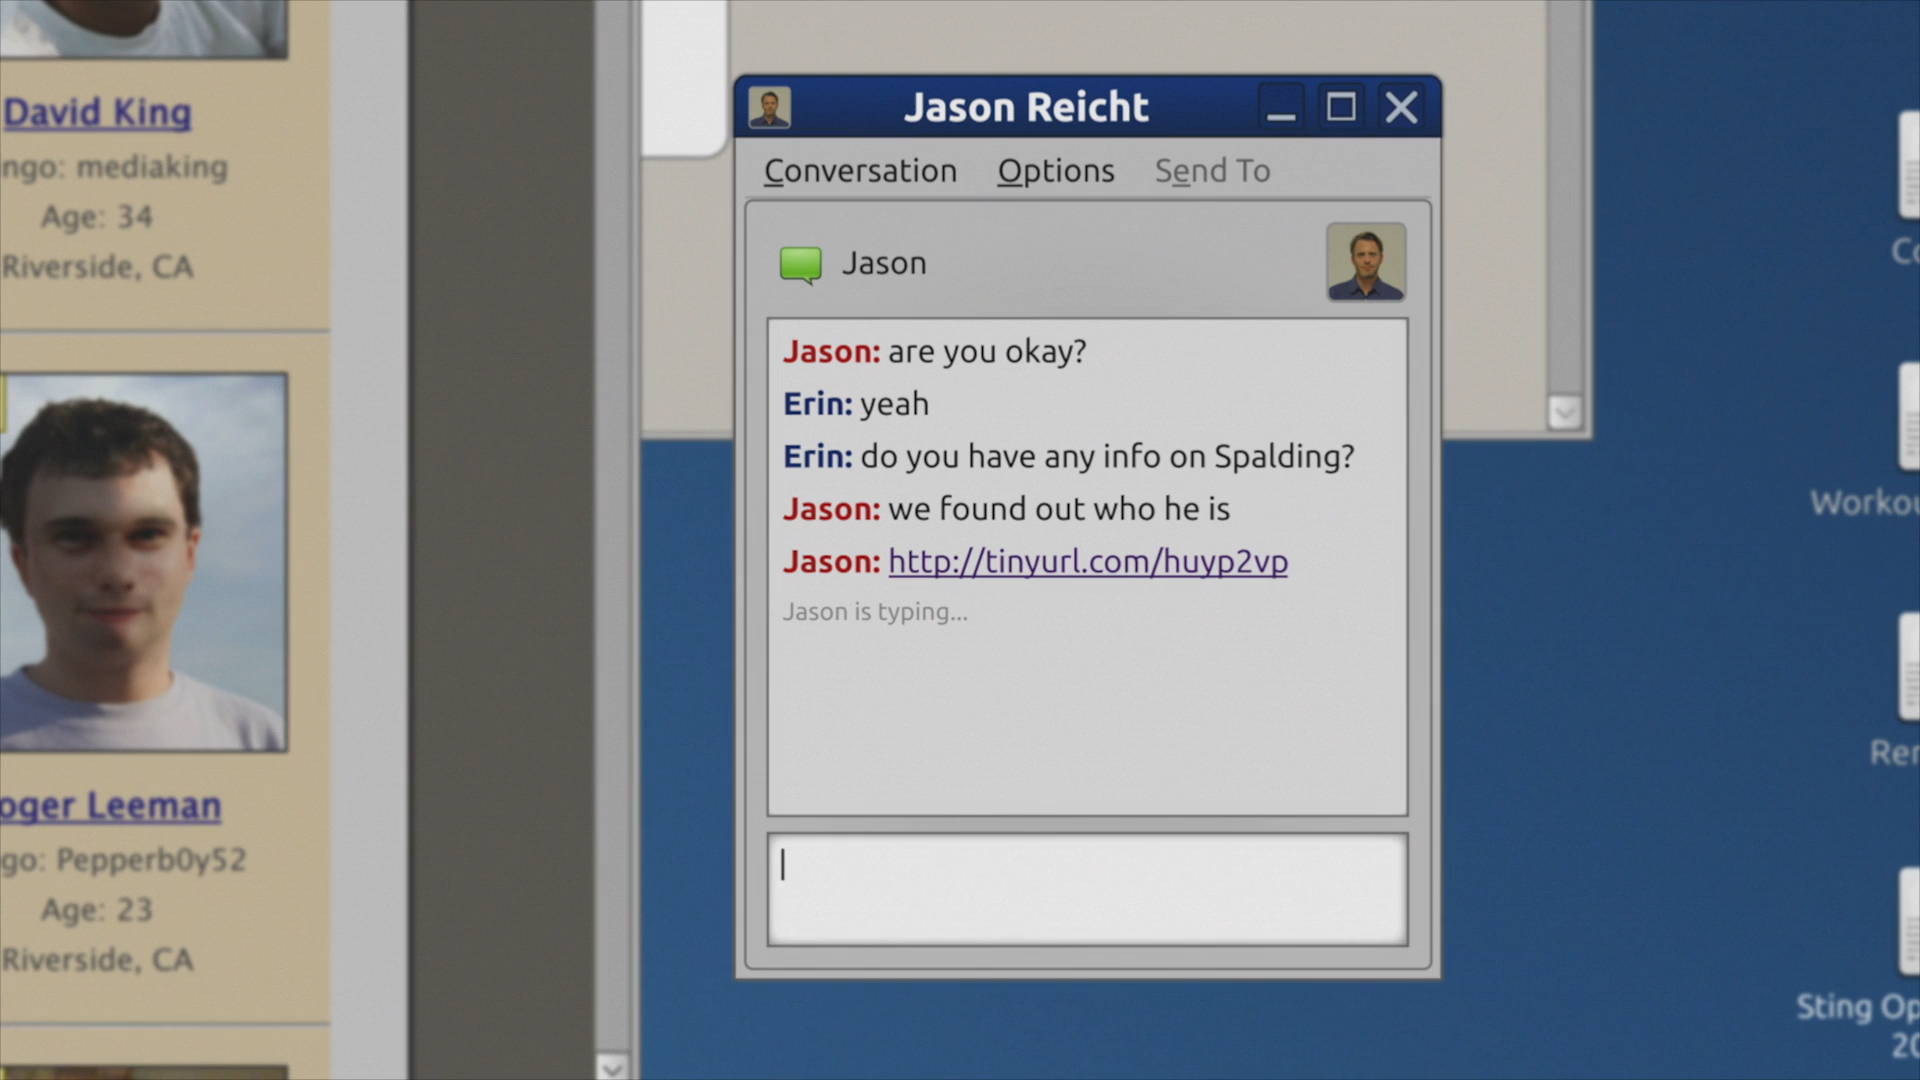 David King
ngo: mediaking
Age: 34
Riverside, CA
oger Leeman
go: Pepperb0y52
Age: 23
Riverside, CA
Jason Reicht
Conversation Options Send To
Jason
Jason: are you okay?
Erin: yeah
Erin: do you have any info on Spalding?
Jason: we found out who he is
Jason: http://tinyurl.com/huyp2vp
Jason is typing...
Co
Workou
Rer
Sting Op
20